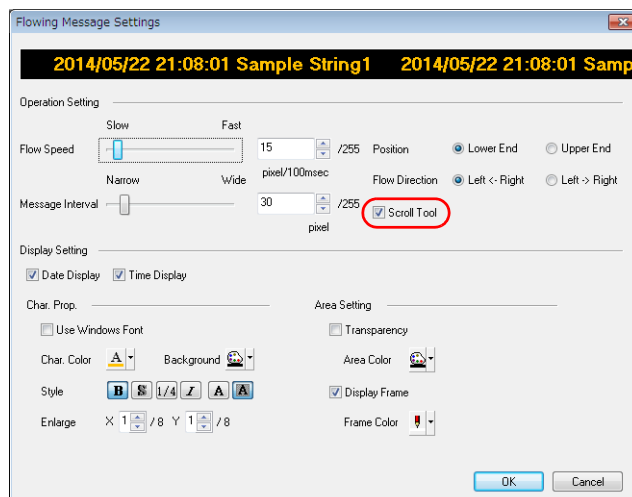 Flowing Message Settings
2014/05/22 21:08:01 Sample String1 2014/05/22 21:08:01 Samp
Operation Setting
Slow Fast
Flow Speed 15 /255 Position Lower End Upper End
pixel/100msec
Narrow Wide Flow Direction Left <- Right Left -> Right
Message Interval 30 /255 Scroll Tool
pixel
Display Setting
Date Display Time Display
Char. Prop. Area Setting
Use Windows Font Transparency
Char. Color A Background Area Color
Style B S 1/4 I A A Display Frame
Enlarge X 1 / 8 Y 1 / 8 Frame Color
OK Cancel